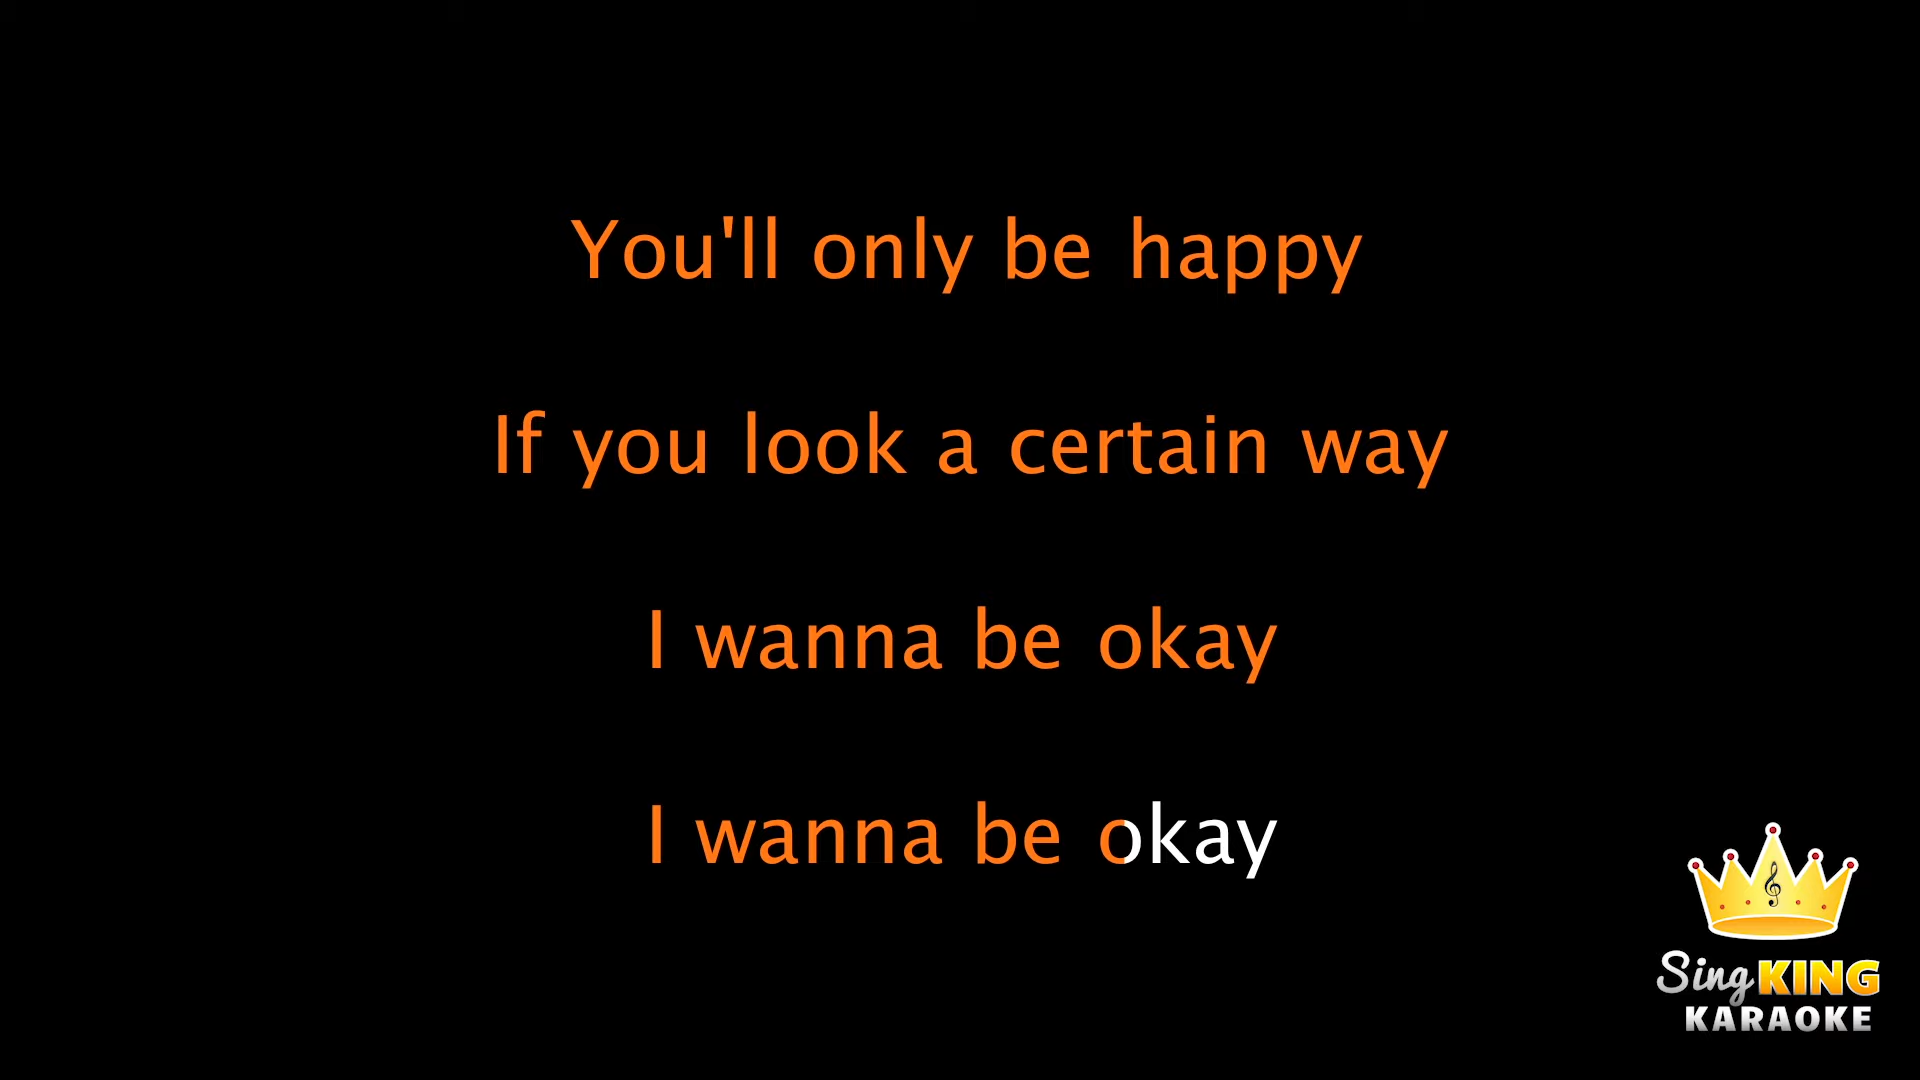 You'll only be happy
If you look a certain way
I wanna be okay
I wanna be okay
Sing KING
KARAOKE